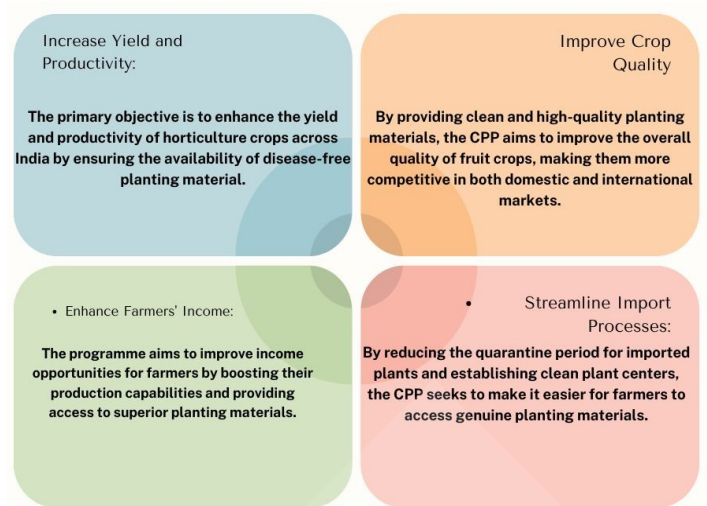 Increase Yield and
Productivity:
The primary objective is to enhance the yield
and productivity of horticulture crops across
India by ensuring the availability of disease-free
planting material.
Improve Crop
Quality
By providing clean and high-quality planting
materials, the CPP aims to improve the overall
quality of fruit crops, making them more
competitive in both domestic and international
markets.
• Enhance Farmers' Income:
The programme aims to improve income
opportunities for farmers by boosting their
production capabilities and providing
access to superior planting materials.
• Streamline Import
Processes:
By reducing the quarantine period for imported
plants and establishing clean plant centers,
the CPP seeks to make it easier for farmers to
access genuine planting materials.